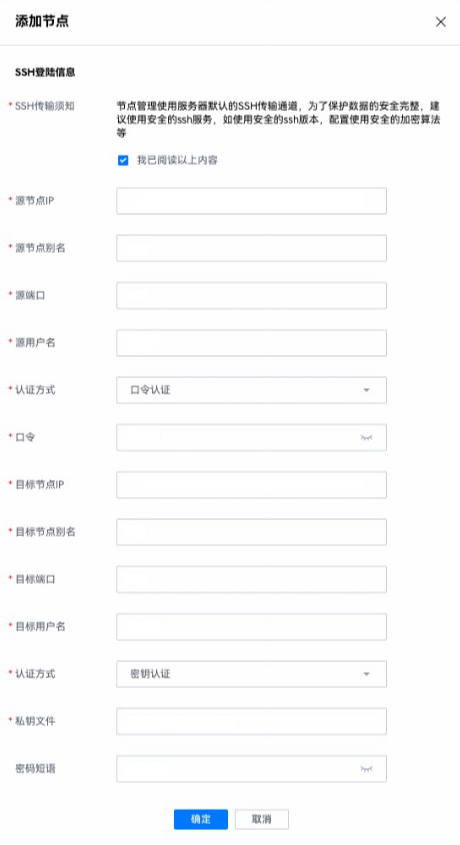 添加节点
SSH登陆信息
* SSH传输须知
节点管理使用服务器默认的SSH传输通道，为了保护数据的安全完整，建
议使用安全的ssh服务，如使用安全的ssh版本，配置使用安全的加密算法
等
我已阅读以上内容
* 源节点IP
* 源节点别名
* 源端口
* 源用户名
* 认证方式 口令认证
* 口令
* 目标节点IP
* 目标节点别名
* 目标端口
* 目标用户名
* 认证方式 密钥认证
* 私钥文件
密码短语
确定 取消